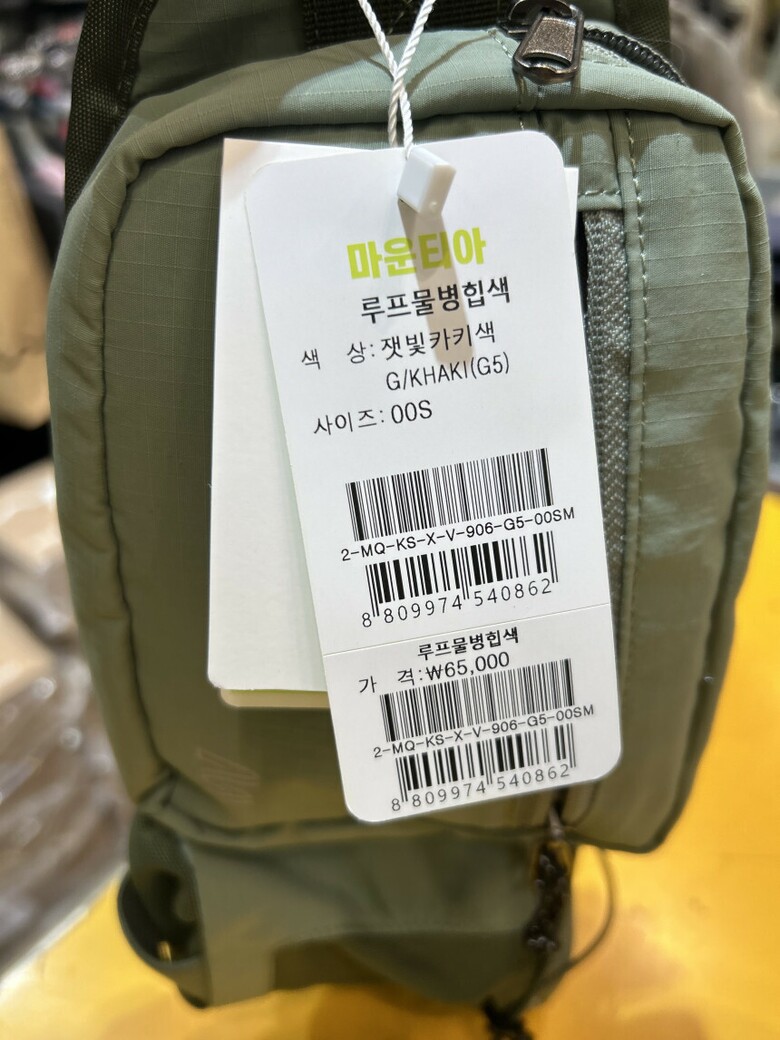 마운티아
루프물병힙색
색 상: 잿빛카키색
G/KHAKI(G5)
사이즈: 00S
2-MQ-KS-X-V-906-G5-00SM
8 809974 540862
루프물병힙색
가 격:₩65,000
2-MQ-KS-X-V-906-G5-00SM
8 809974 540862